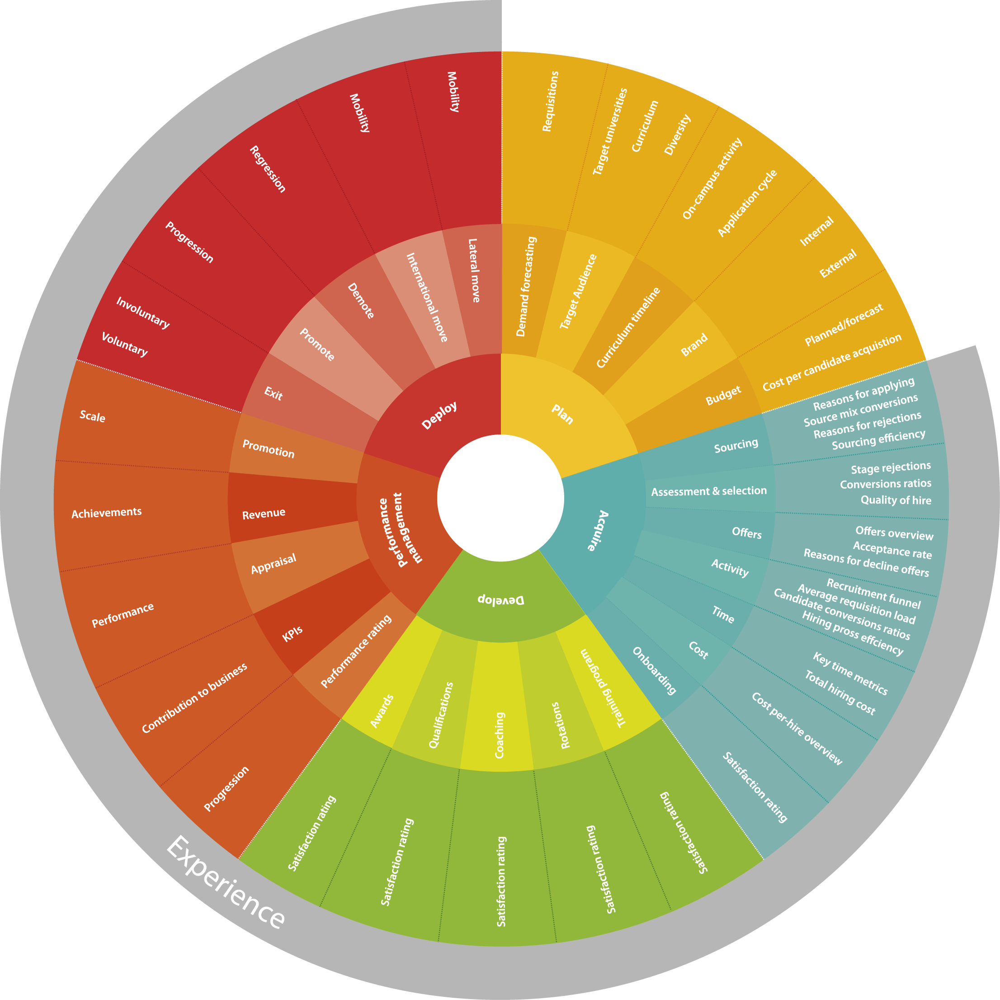 Plan
Demand forecasting
Requisitions
Target Audience
Target universities
Curriculum
Diversity
Curriculum timeline
On-campus activity
Application cycle
Brand
Internal
External
Budget
Planned/forecast
Cost per candidate acquistion
Acquire
Sourcing
Reasons for applying
Source mix conversions
Reasons for rejections
Sourcing efficiency
Assessment & selection
Stage rejections
Conversions ratios
Quality of hire
Offers
Offers overview
Acceptance rate
Reasons for decline offers
Activity
Recruitment funnel
Average requisition load
Candidate conversions ratios
Hiring pross effciency
Time
Key time metrics
Total hiring cost
Cost
Cost per-hire overview
Onboarding
Satisfaction rating
Develop
Training program
Satisfaction rating
Rotations
Satisfaction rating
Coaching
Satisfaction rating
Qualifications
Satisfaction rating
Awards
Satisfaction rating
Performance
management
Performance rating
Progression
KPIs
Contribution to business
Appraisal
Performance
Revenue
Achievements
Promotion
Scale
Deploy
Exit
Voluntary
Involuntary
Promote
Progression
Demote
Regression
International move
Mobility
Lateral move
Mobility
Experience